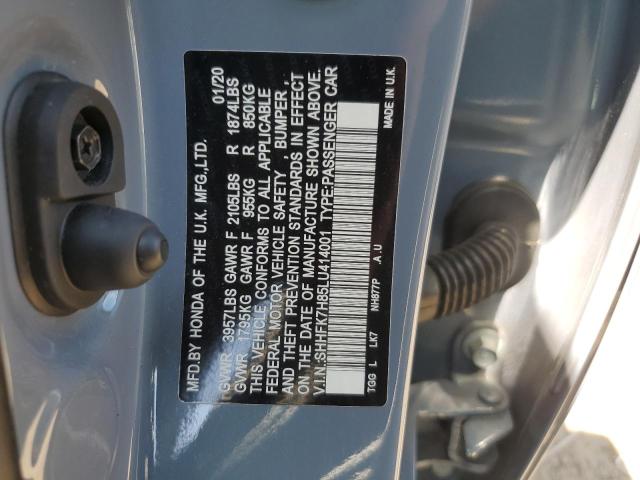 MFD.BY HONDA OF THE U.K. MFG.,LTD. 01/20
GVWR 3957LBS GAWR F 2105LBS R 1874LBS
GVWR 1795KG GAWR F 955KG R 850KG
THIS VEHICLE CONFORMS TO ALL APPLICABLE
FEDERAL MOTOR VEHICLE SAFETY , BUMPER ,
AND THEFT PREVENTION STANDARDS IN EFFECT
ON THE DATE OF MANUFACTURE SHOWN ABOVE.
V.I.N.:SHHFK7H85LU414001 TYPE:PASSENGER CAR
MADE IN U.K.
TGG L LK7 NH877P .A.U